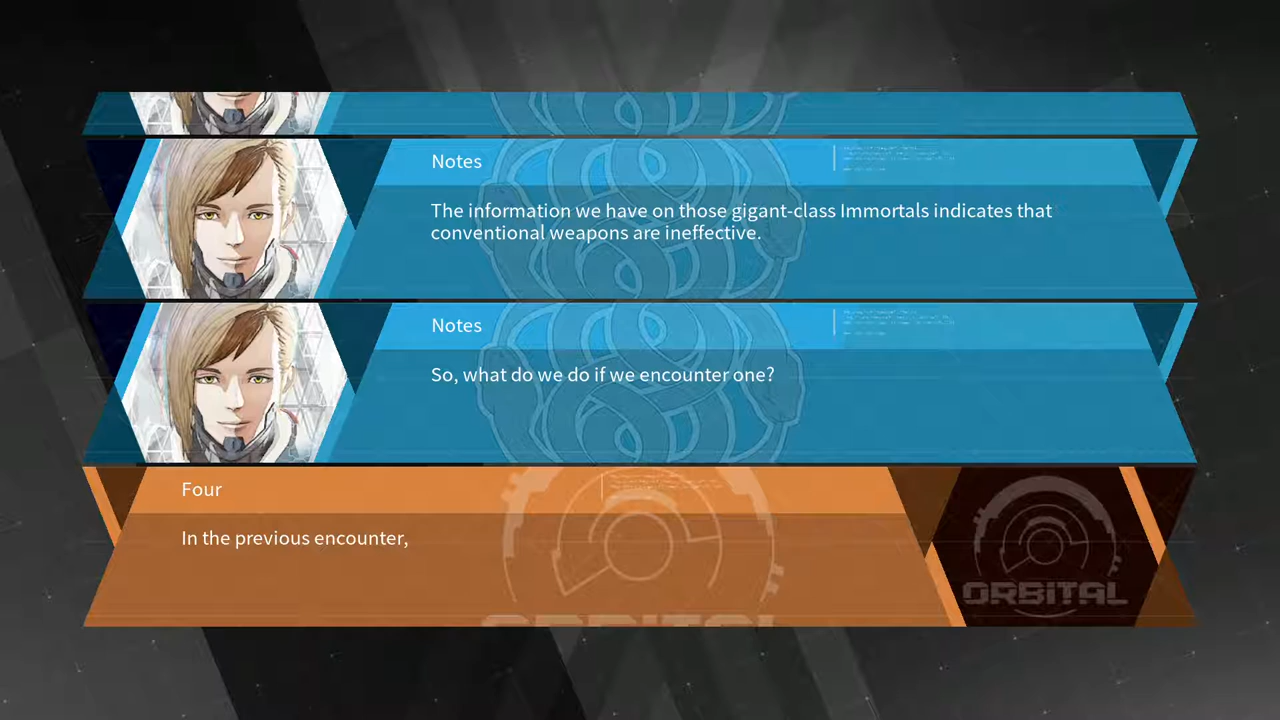 Notes
The information we have on those gigant-class Immortals indicates that
conventional weapons are ineffective.
Notes
So, what do we do if we encounter one?
Four
In the previous encounter,
ORBITAL
ORBITAL